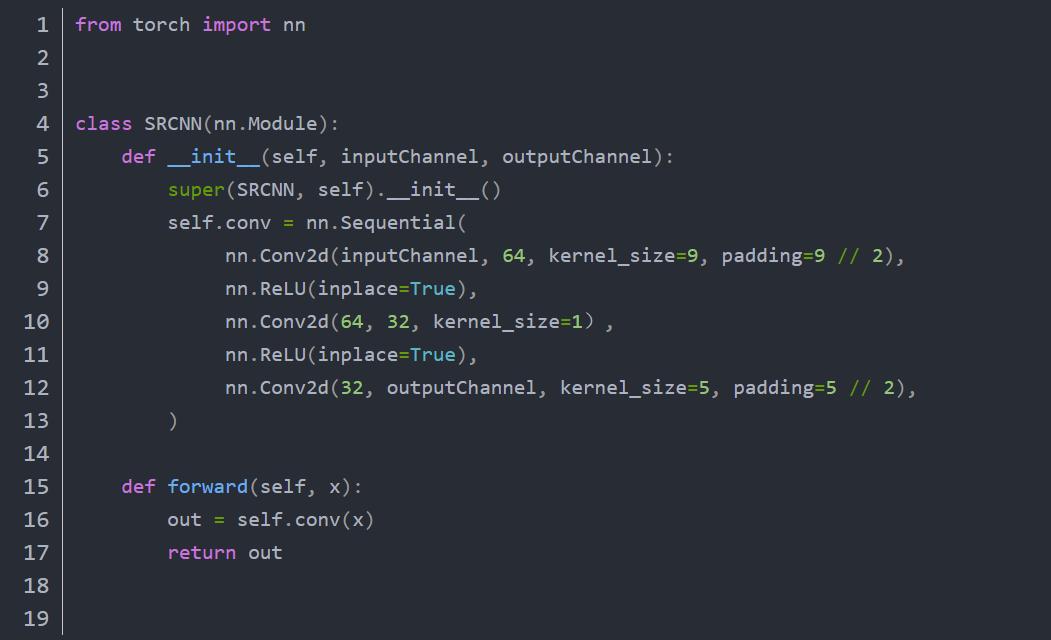 1 from torch import nn
2
3
4 class SRCNN(nn.Module):
5     def __init__(self, inputChannel, outputChannel):
6         super(SRCNN, self).__init__()
7         self.conv = nn.Sequential(
8              nn.Conv2d(inputChannel, 64, kernel_size=9, padding=9 // 2),
9              nn.ReLU(inplace=True),
10              nn.Conv2d(64, 32, kernel_size=1）,
11              nn.ReLU(inplace=True),
12              nn.Conv2d(32, outputChannel, kernel_size=5, padding=5 // 2),
13         )
14
15     def forward(self, x):
16         out = self.conv(x)
17         return out
18
19